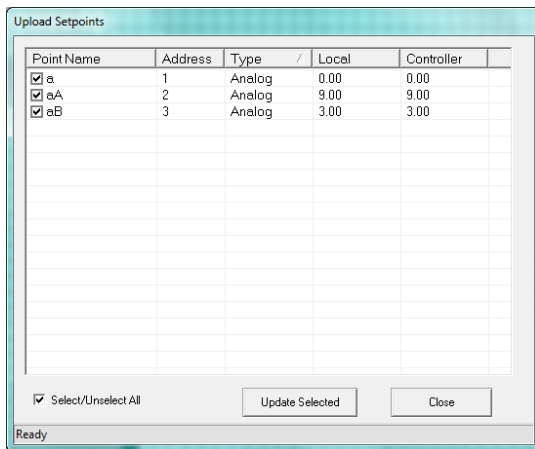 Upload Setpoints
Point Name Address Type Local Controller
a 1 Analog 0.00 0.00
aA 2 Analog 9.00 9.00
aB 3 Analog 3.00 3.00
Select/Unselect All Update Selected Close
Ready